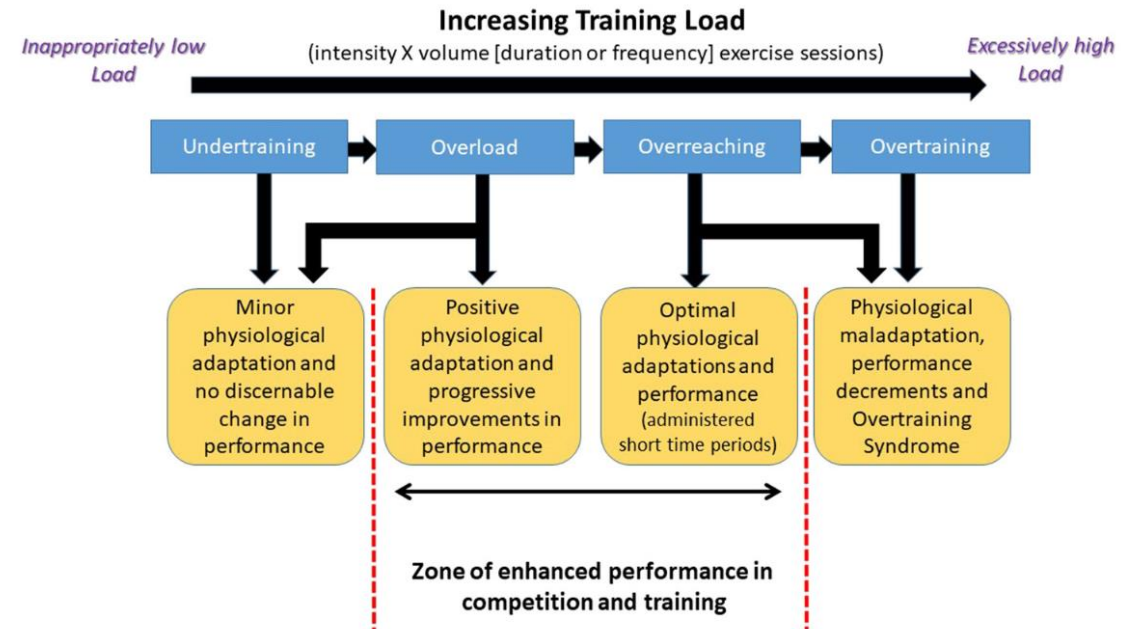 Increasing Training Load
(intensity X volume [duration or frequency] exercise sessions)
Inappropriately low
Load
Excessively high
Load
Undertraining
Overload
Overreaching
Overtraining
Minor
physiological
adaptation and
no discernable
change in
performance
Positive
physiological
adaptation and
progressive
improvements in
performance
Optimal
physiological
adaptations and
performance
(administered
short time periods)
Physiological
maladaptation,
performance
decrements and
Overtraining
Syndrome
Zone of enhanced performance in
competition and training